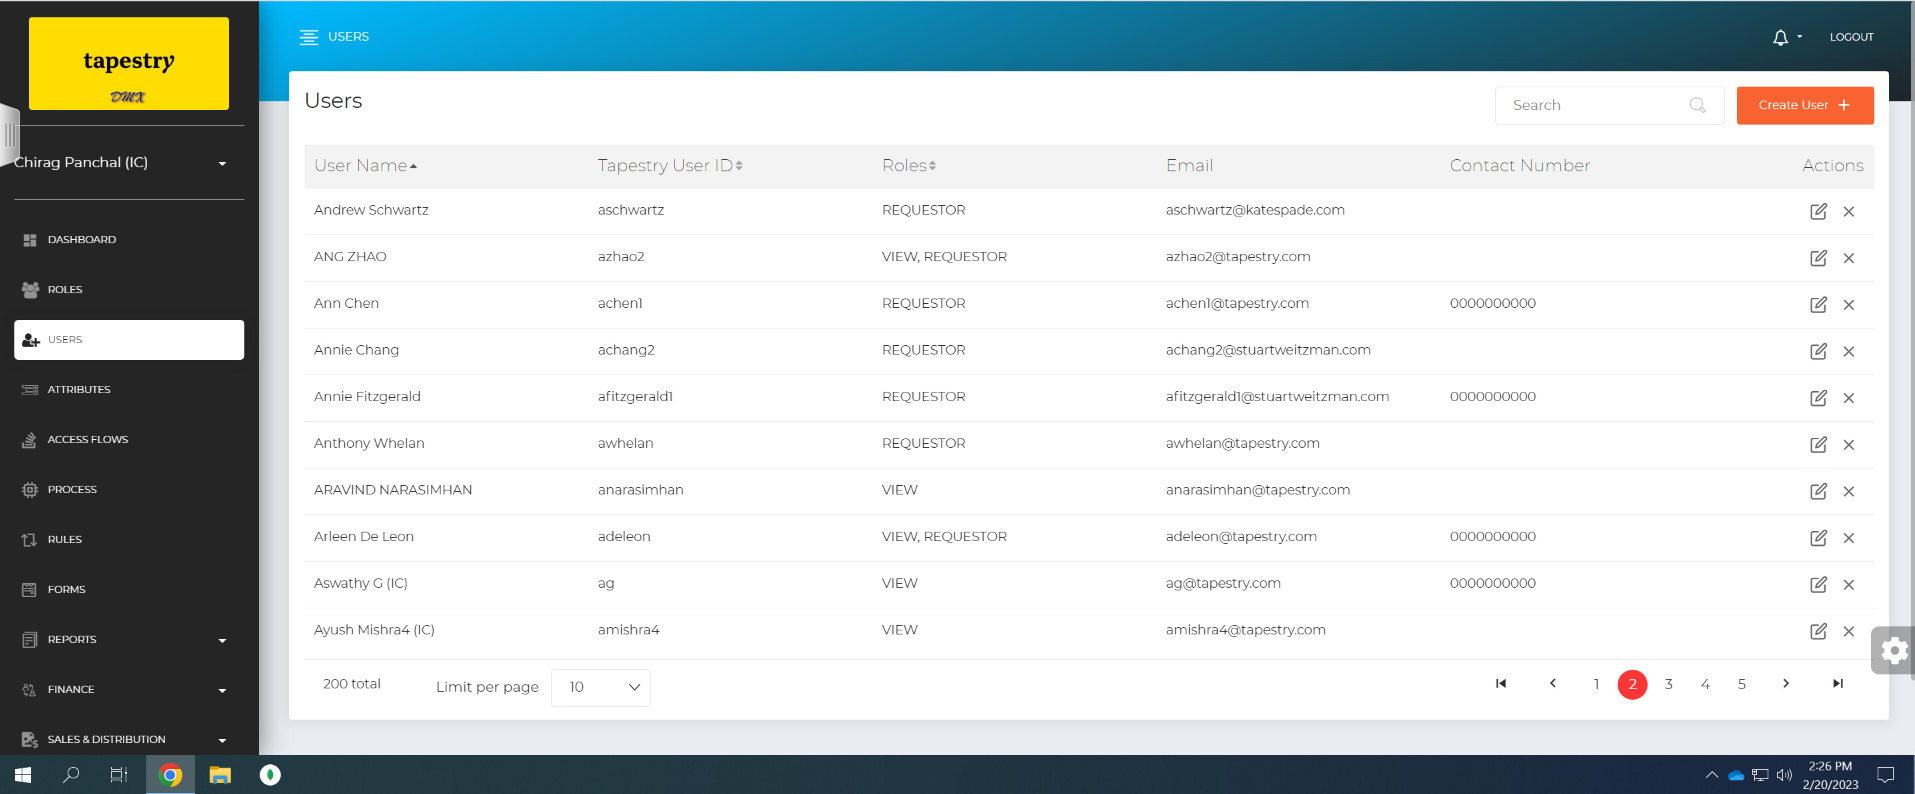 tapestry
DMX
Chirag Panchal (IC)
DASHBOARD
ROLES
USERS
ATTRIBUTES
ACCESS FLOWS
PROCESS
RULES
FORMS
REPORTS
FINANCE
SALES & DISTRIBUTION
USERS
LOGOUT
Users
Search
Create User +
User Name Tapestry User ID Roles Email Contact Number Actions
Andrew Schwartz aschwartz REQUESTOR aschwartz@katespade.com
ANG ZHAO azhao2 VIEW, REQUESTOR azhao2@tapestry.com
Ann Chen achen1 REQUESTOR achen1@tapestry.com 0000000000
Annie Chang achang2 REQUESTOR achang2@stuartweitzman.com
Annie Fitzgerald afitzgerald1 REQUESTOR afitzgerald1@stuartweitzman.com 0000000000
Anthony Whelan awhelan REQUESTOR awhelan@tapestry.com
ARAVIND NARASIMHAN anarasimhan VIEW anarasimhan@tapestry.com
Arleen De Leon adeleon VIEW, REQUESTOR adeleon@tapestry.com 0000000000
Aswathy G (IC) ag VIEW ag@tapestry.com 0000000000
Ayush Mishra4 (IC) amishra4 VIEW amishra4@tapestry.com
200 total Limit per page 10 1 2 3 4 5
2:26 PM
2/20/2023